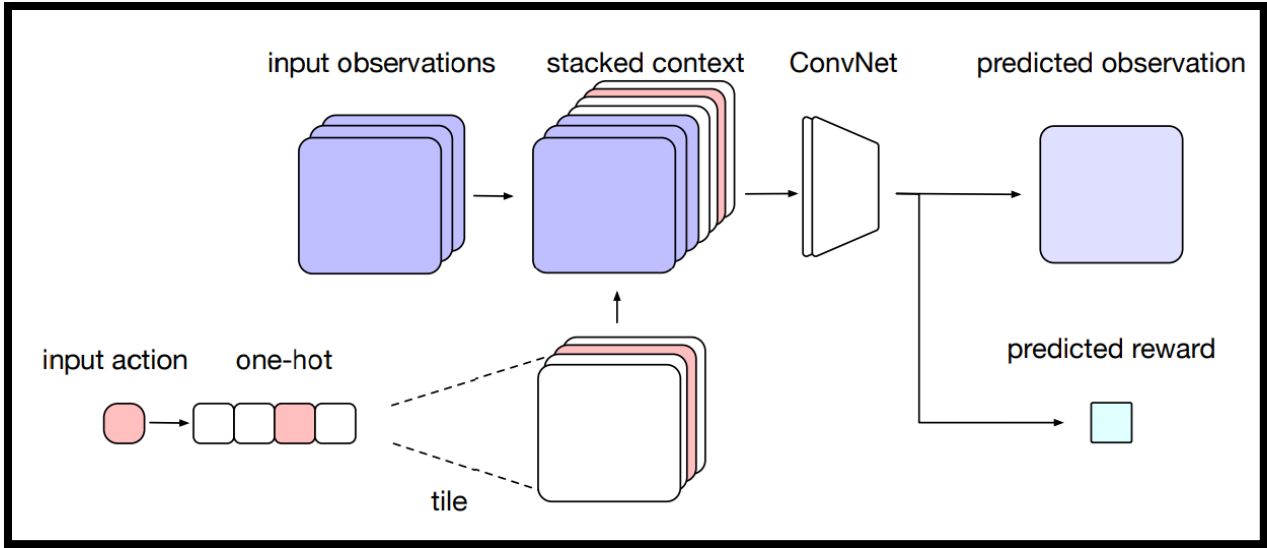 input observations
stacked context
ConvNet
predicted observation
input action
one-hot
predicted reward
tile